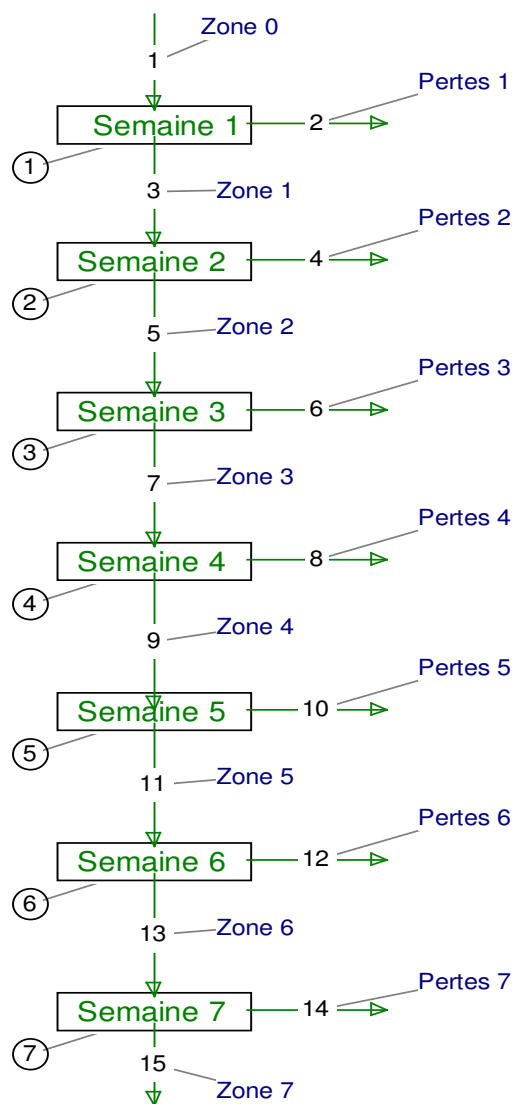 Zone 0
1
Pertes 1
Semaine 1
2
1
3
Zone 1
Pertes 2
Semaine 2
4
2
5
Zone 2
Pertes 3
Semaine 3
6
3
7
Zone 3
Pertes 4
Semaine 4
8
4
9
Zone 4
Pertes 5
Semaine 5
10
5
11
Zone 5
Pertes 6
Semaine 6
12
6
13
Zone 6
Pertes 7
Semaine 7
14
7
15
Zone 7